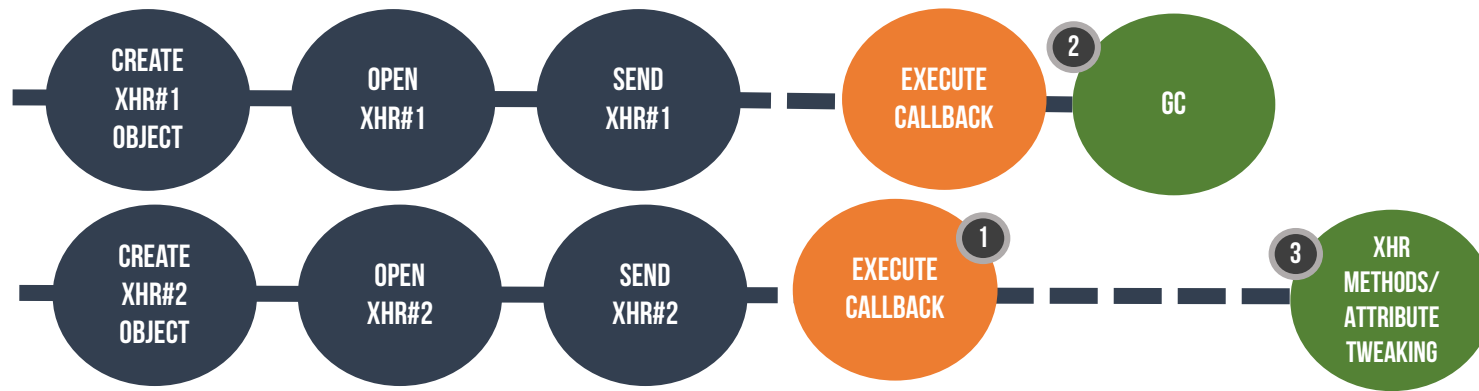 CREATE
XHR#1
OBJECT
OPEN
XHR#1
SEND
XHR#1
EXECUTE
CALLBACK
2
GC
CREATE
XHR#2
OBJECT
OPEN
XHR#2
SEND
XHR#2
EXECUTE
CALLBACK
1
3
XHR
METHODS/
ATTRIBUTE
TWEAKING